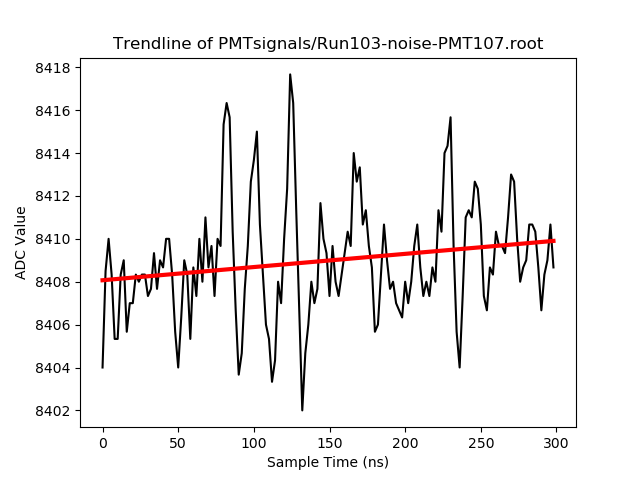 Trendline of PMTsignals/Run103-noise-PMT107.root
8418
8416
8414
8412
8410
8408
8406
8404
8402
ADC Value
0 50 100 150 200 250 300
Sample Time (ns)